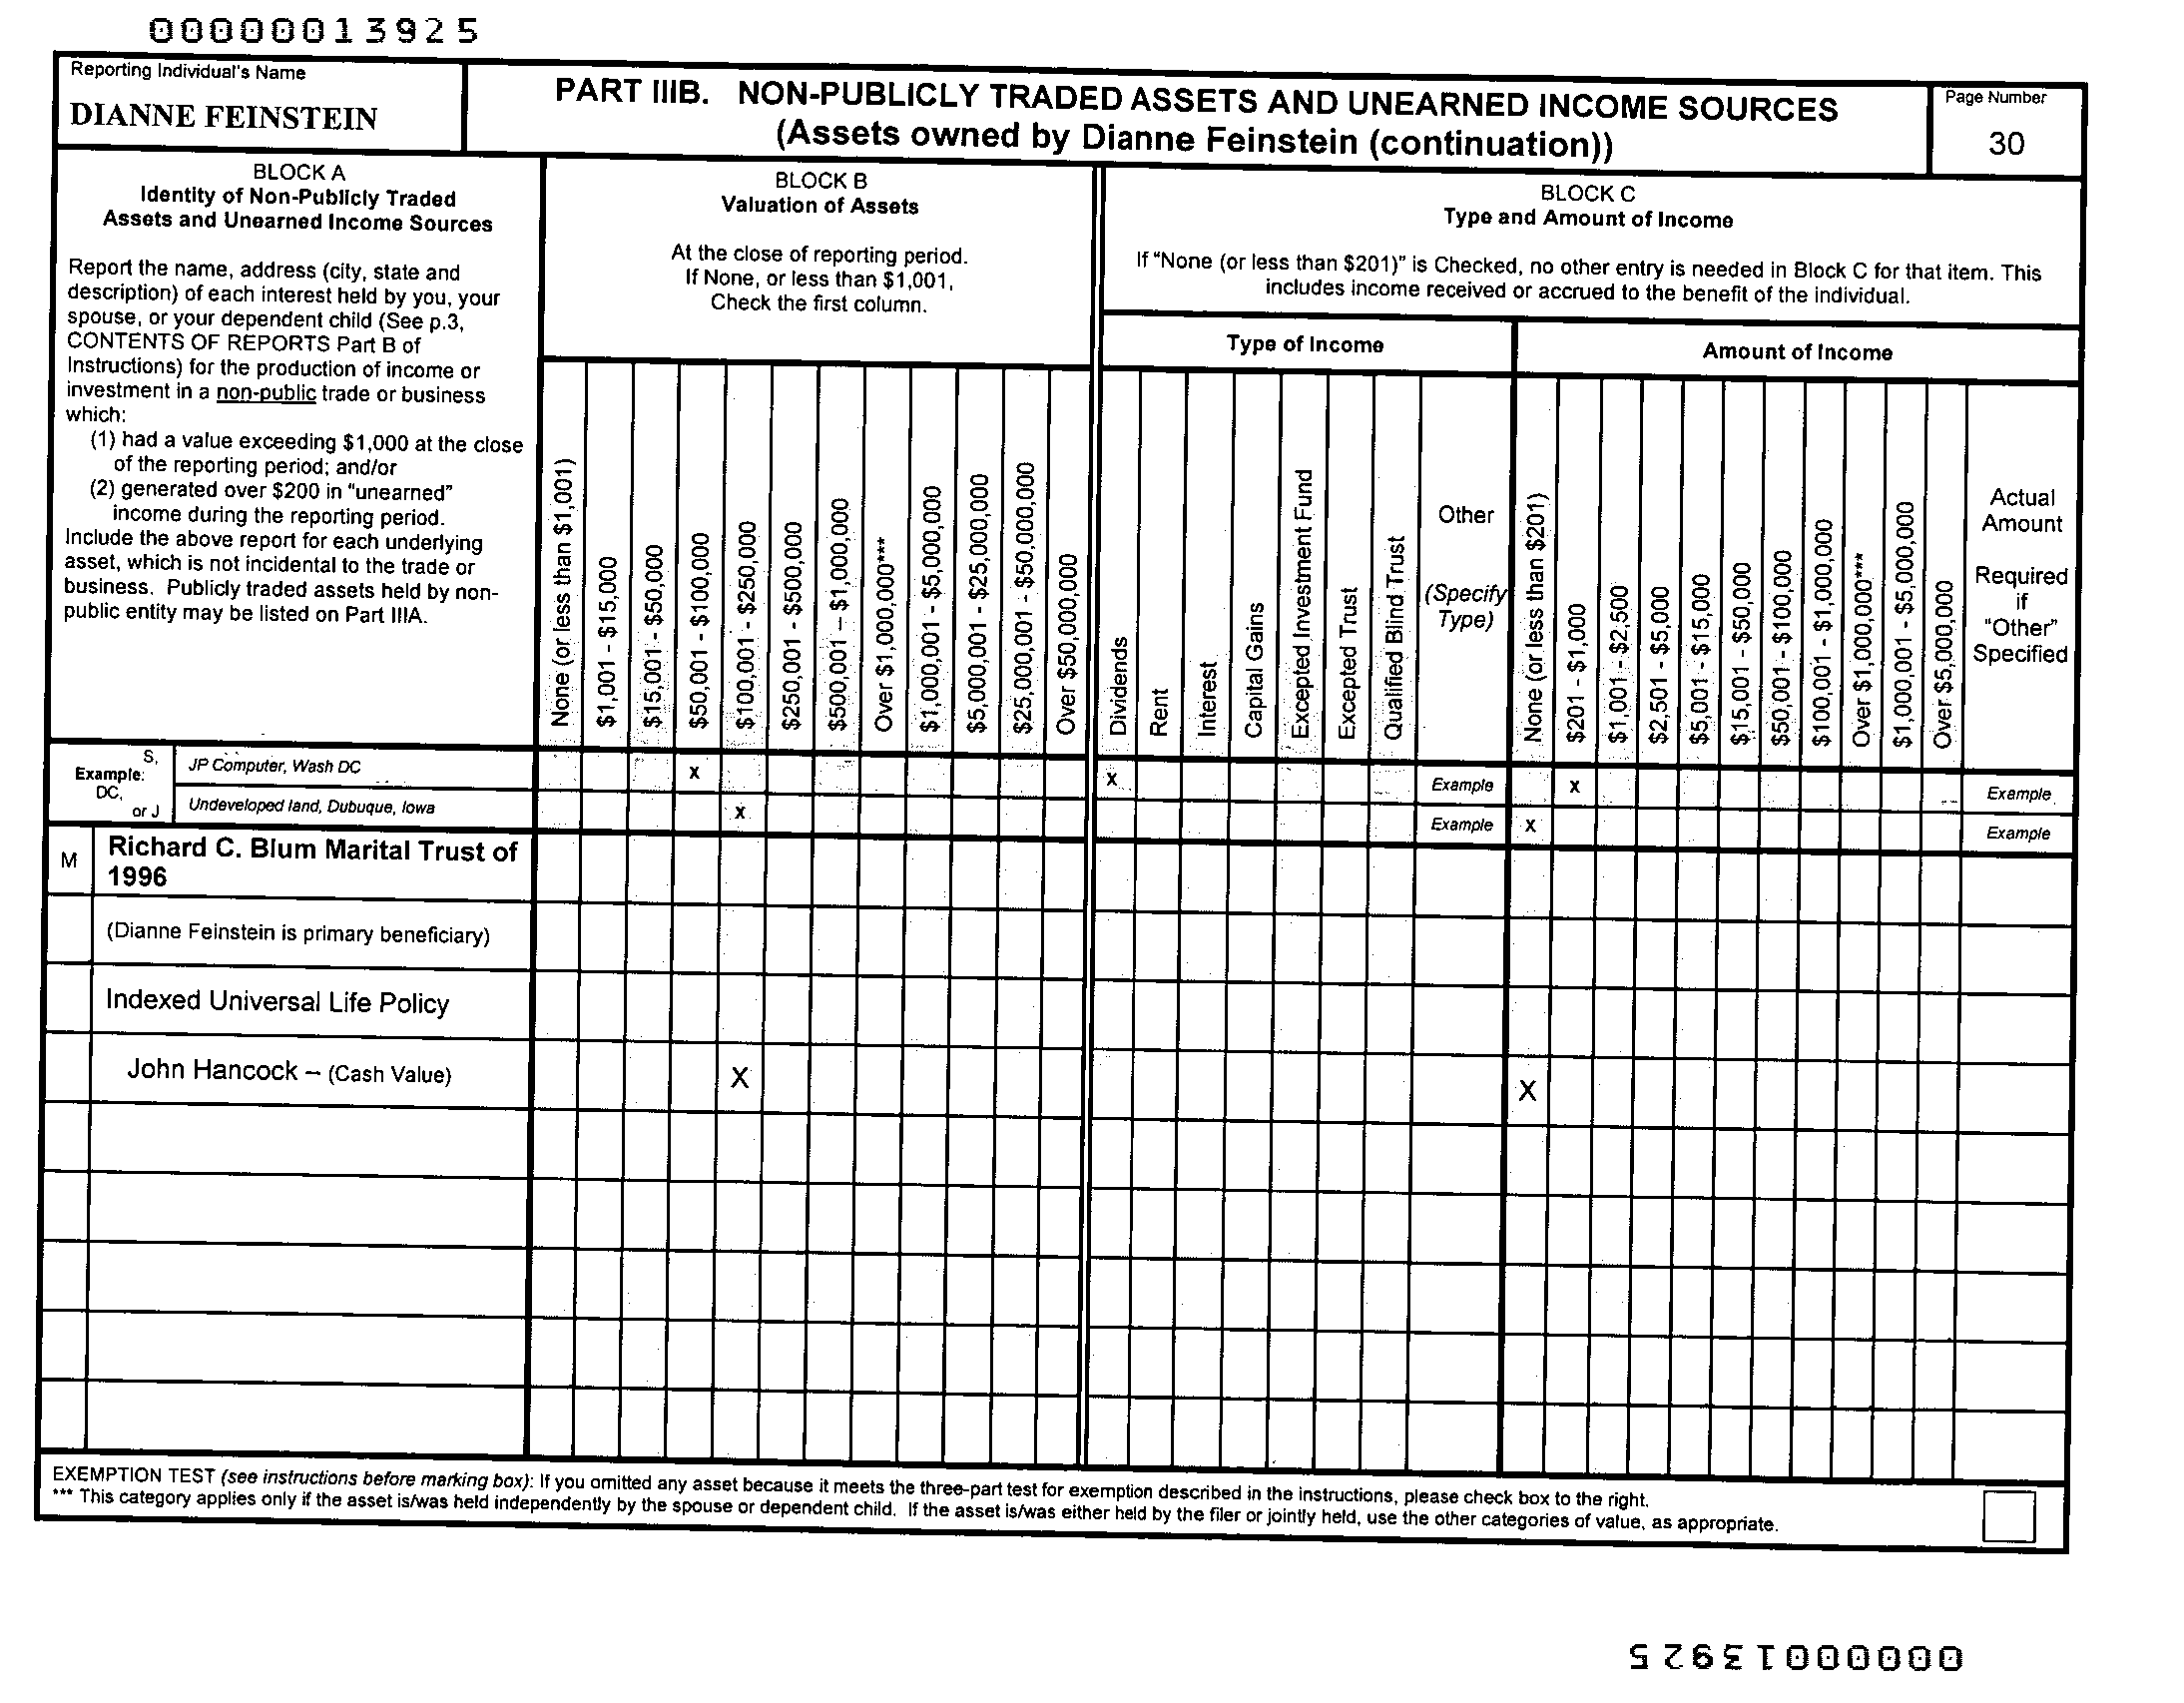 00000013925
Reporting Individual's Name
DIANNE FEINSTEIN
PART IIIB. NON-PUBLICLY TRADED ASSETS AND UNEARNED INCOME SOURCES
(Assets owned by Dianne Feinstein (continuation))
Page Number
30
BLOCK A
Identity of Non-Publicly Traded
Assets and Unearned Income Sources
Report the name, address (city, state and
description) of each interest held by you, your
spouse, or your dependent child (See p.3,
CONTENTS OF REPORTS Part B of
Instructions) for the production of income or
investment in a non-public trade or business
which:
(1) had a value exceeding $1,000 at the close
of the reporting period; and/or
(2) generated over $200 in "unearned"
income during the reporting period.
Include the above report for each underlying
asset, which is not incidental to the trade or
business. Publicly traded assets held by non-
public entity may be listed on Part IIIA.
BLOCK B
Valuation of Assets
At the close of reporting period.
If None, or less than $1,001,
Check the first column.
BLOCK C
Type and Amount of Income
If "None (or less than $201)" is Checked, no other entry is needed in Block C for that item. This
includes income received or accrued to the benefit of the individual.
Type of Income
Amount of Income
None (or less than $1,001)
$1,001 - $15,000
$15,001 - $50,000
$50,001 - $100,000
$100,001 - $250,000
$250,001 - $500,000
$500,001 – $1,000,000
Over $1,000,000***
$1,000,001 - $5,000,000
$5,000,001 - $25,000,000
$25,000,001 - $50,000,000
Over $50,000,000
Dividends
Rent
Interest
Capital Gains
Excepted Investment Fund
Excepted Trust
Qualified Blind Trust
Other
(Specify
Type)
None (or less than $201)
$201 - $1,000
$1,001 - $2,500
$2,501 - $5,000
$5,001 - $15,000
$15,001 - $50,000
$50,001 - $100,000
$100,001 - $1,000,000
Over $1,000,000***
$1,000,001 - $5,000,000
Over $5,000,000
Actual
Amount
Required
if
"Other"
Specified
S,
Example:
DC,
or J
JP Computer, Wash DC
X
X
Example
X
Example
Undeveloped land, Dubuque, Iowa
X
Example
X
Example
M
Richard C. Blum Marital Trust of
1996
(Dianne Feinstein is primary beneficiary)
Indexed Universal Life Policy
John Hancock – (Cash Value)
X
X
EXEMPTION TEST (see instructions before marking box): If you omitted any asset because it meets the three-part test for exemption described in the instructions, please check box to the right.
*** This category applies only if the asset is/was held independently by the spouse or dependent child. If the asset is/was either held by the filer or jointly held, use the other categories of value, as appropriate.
00000013925